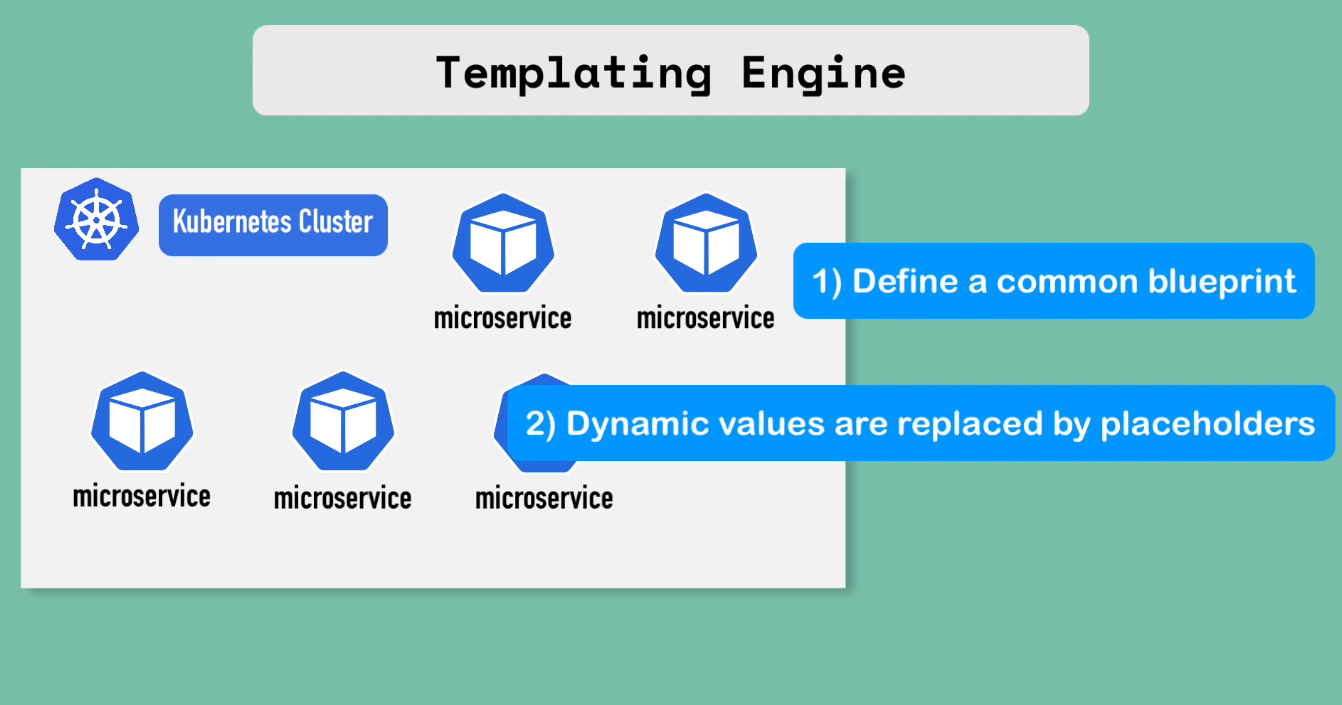 Templating Engine
Kubernetes Cluster
microservice
microservice
1) Define a common blueprint
2) Dynamic values are replaced by placeholders
microservice
microservice
microservice